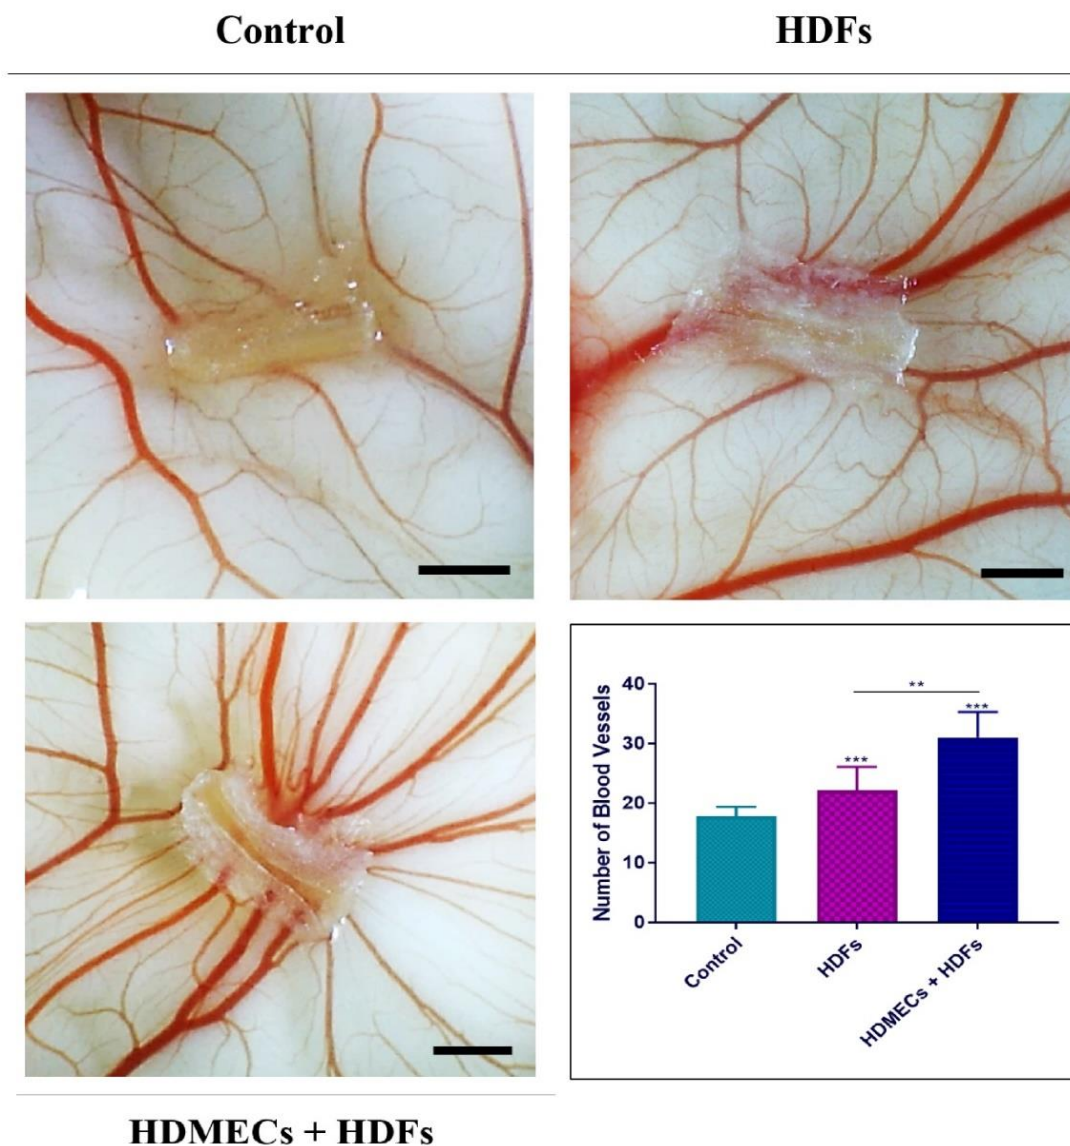 Control
HDFs
HDMECs + HDFs
Number of Blood Vessels
40
30
20
10
0
**
***
***
Control
HDFs
HDMECs + HDFs